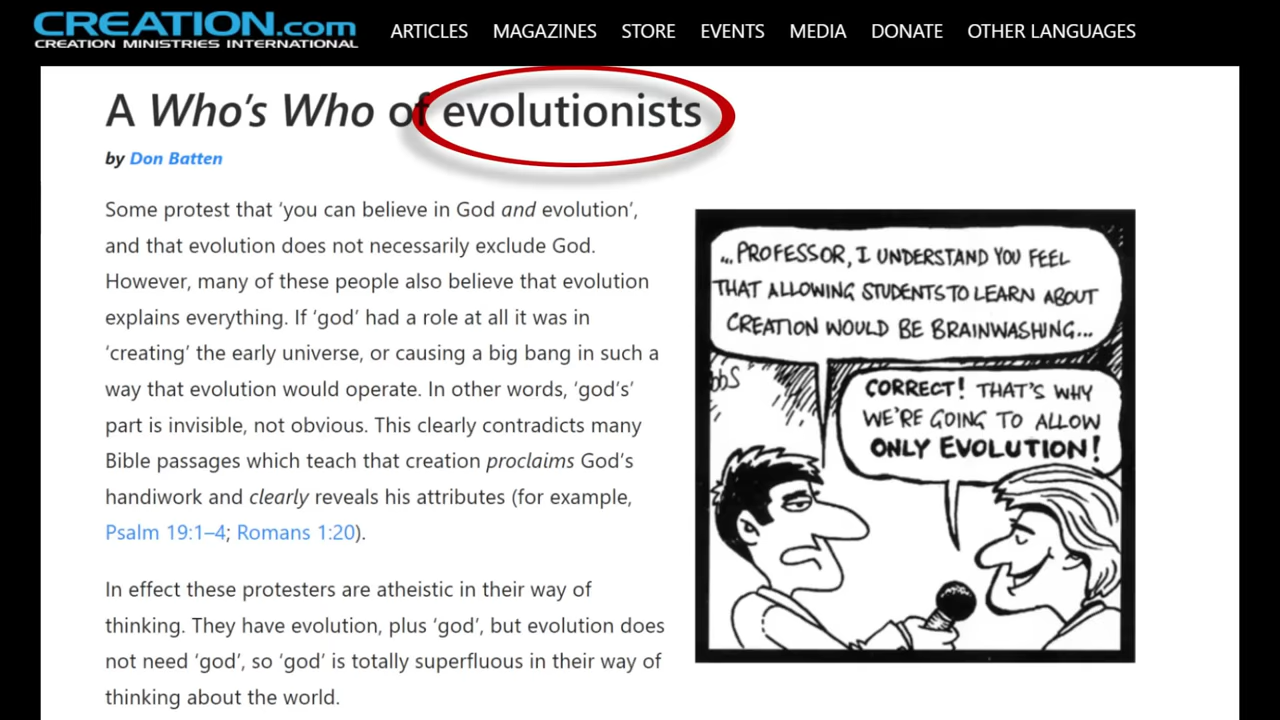 CREATION.com
CREATION MINISTRIES INTERNATIONAL
ARTICLES MAGAZINES STORE EVENTS MEDIA DONATE OTHER LANGUAGES
A Who's Who of evolutionists
by Don Batten
Some protest that ‘you can believe in God and evolution’,
and that evolution does not necessarily exclude God.
However, many of these people also believe that evolution
explains everything. If ‘god’ had a role at all it was in
‘creating’ the early universe, or causing a big bang in such a
way that evolution would operate. In other words, ‘god’s’
part is invisible, not obvious. This clearly contradicts many
Bible passages which teach that creation proclaims God’s
handiwork and clearly reveals his attributes (for example,
Psalm 19:1–4; Romans 1:20).
In effect these protesters are atheistic in their way of
thinking. They have evolution, plus ‘god’, but evolution does
not need ‘god’, so ‘god’ is totally superfluous in their way of
thinking about the world.
...PROFESSOR, I UNDERSTAND YOU FEEL
THAT ALLOWING STUDENTS TO LEARN ABOUT
CREATION WOULD BE BRAINWASHING...
CORRECT! THAT'S WHY
WE'RE GOING TO ALLOW
ONLY EVOLUTION!